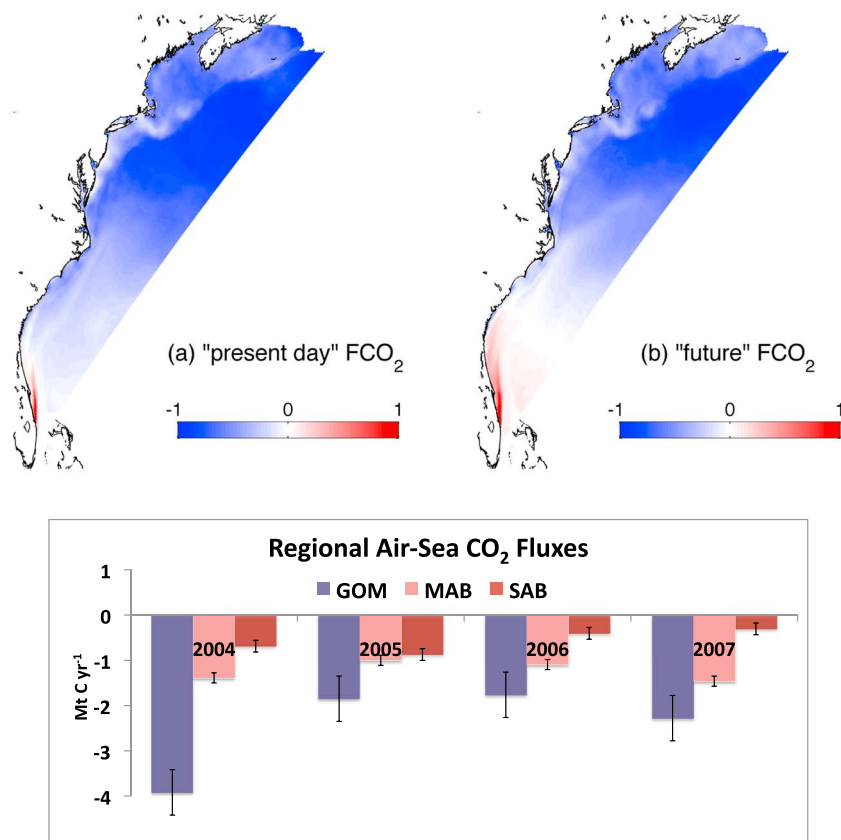 (a) "present day" FCO₂
-1 0 1
(b) "future" FCO₂
-1 0 1
Regional Air-Sea CO₂ Fluxes
GOM MAB SAB
1
0
-1
-2
-3
-4
Mt C yr⁻¹
2004 2005 2006 2007